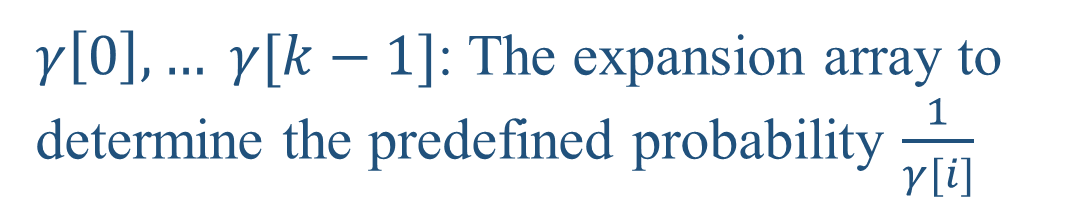 γ[0], … γ[k − 1]: The expansion array to
determine the predefined probability 1/γ[i]